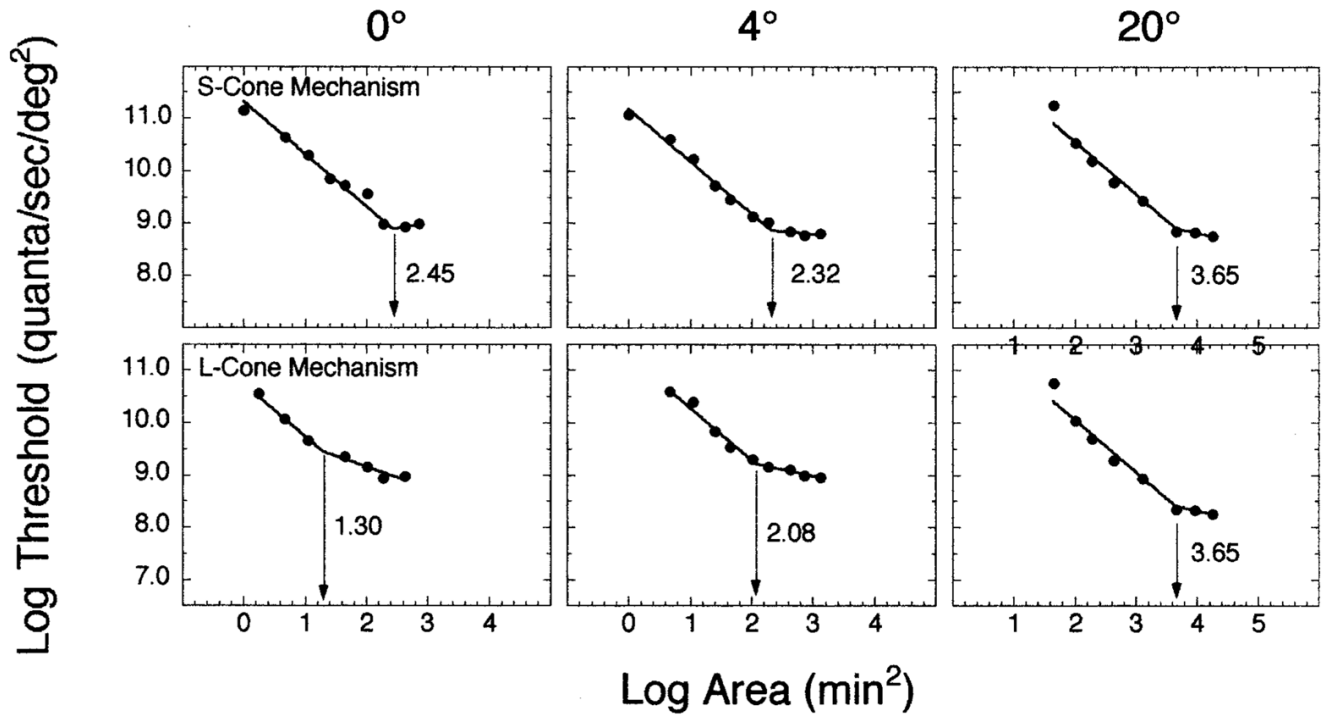 0° 4° 20°
Log Threshold (quanta/sec/deg²)
S-Cone Mechanism
11.0
10.0
9.0
8.0
2.45
2.32
3.65
1 2 3 4 5
L-Cone Mechanism
11.0
10.0
9.0
8.0
7.0
1.30
2.08
3.65
0 1 2 3 4
0 1 2 3 4
1 2 3 4 5
Log Area (min²)